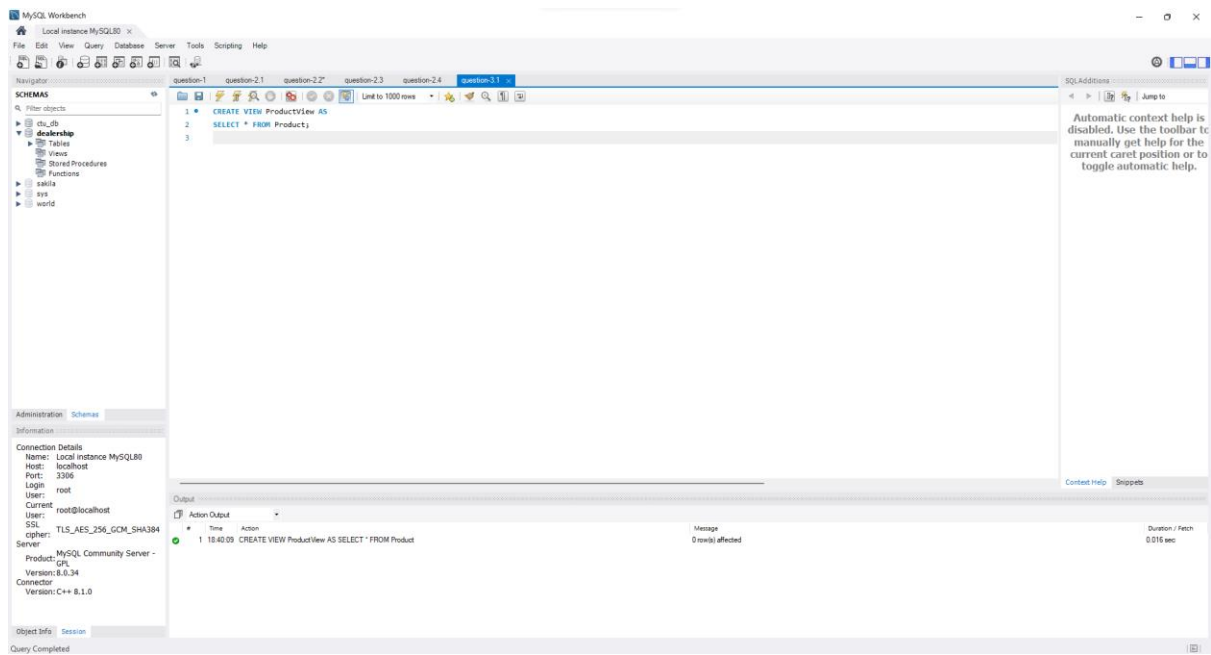 MySQL Workbench
Local instance MySQL80 ×
File Edit View Query Database Server Tools Scripting Help
Navigator
SCHEMAS
Filter objects
ctu_db
dealership
Tables
Views
Stored Procedures
Functions
sakila
sys
world
Administration Schemas
Information
Connection Details
Name: Local instance MySQL80
Host: localhost
Port: 3306
Login User: root
Current User: root@localhost
SSL cipher: TLS_AES_256_GCM_SHA384
Server
Product: MySQL Community Server - GPL
Version: 8.0.34
Connector
Version: C++ 8.1.0
Object Info Session
Query Completed
question-1 question-2.1 question-2.2* question-2.3 question-2.4 question-3.1 ×
Limit to 1000 rows
1 CREATE VIEW ProductView AS
2 SELECT * FROM Product;
3
Output
Action Output
# Time Action Message Duration / Fetch
1 18:40:09 CREATE VIEW ProductView AS SELECT * FROM Product 0 row(s) affected 0.016 sec
SQLAdditions
Jump to
Automatic context help is
disabled. Use the toolbar to
manually get help for the
current caret position or to
toggle automatic help.
Context Help Snippets